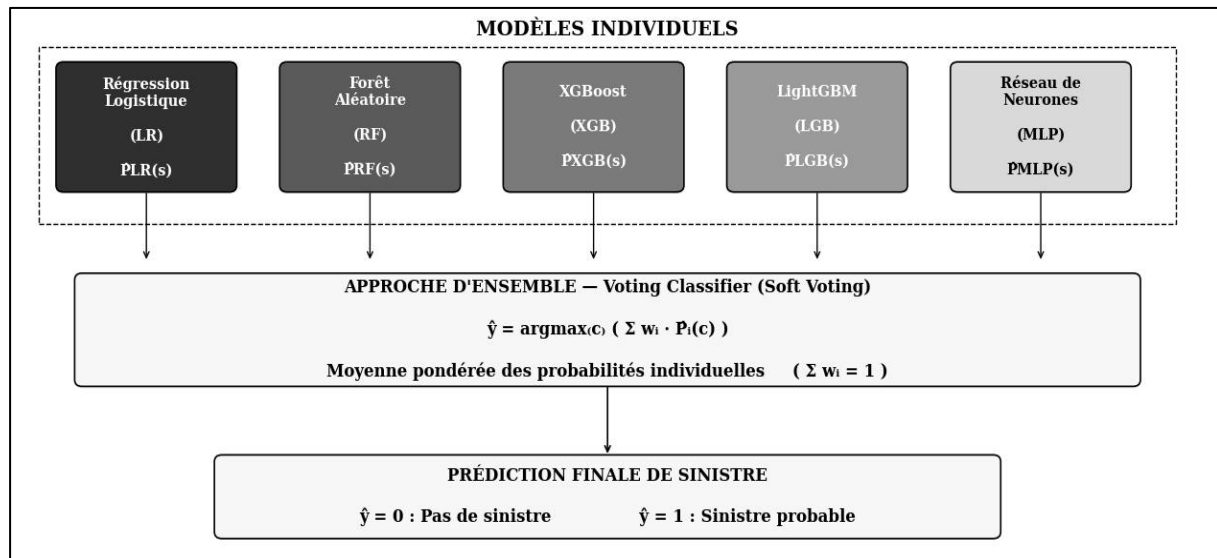 MODÈLES INDIVIDUELS
Régression
Logistique
(LR)
P̂LR(s)
Forêt
Aléatoire
(RF)
P̂RF(s)
XGBoost
(XGB)
P̂XGB(s)
LightGBM
(LGB)
P̂LGB(s)
Réseau de
Neurones
(MLP)
P̂MLP(s)
APPROCHE D'ENSEMBLE — Voting Classifier (Soft Voting)
ŷ = argmax₍c₎ ( Σ wᵢ · P̂ᵢ(c) )
Moyenne pondérée des probabilités individuelles ( Σ wᵢ = 1 )
PRÉDICTION FINALE DE SINISTRE
ŷ = 0 : Pas de sinistre ŷ = 1 : Sinistre probable